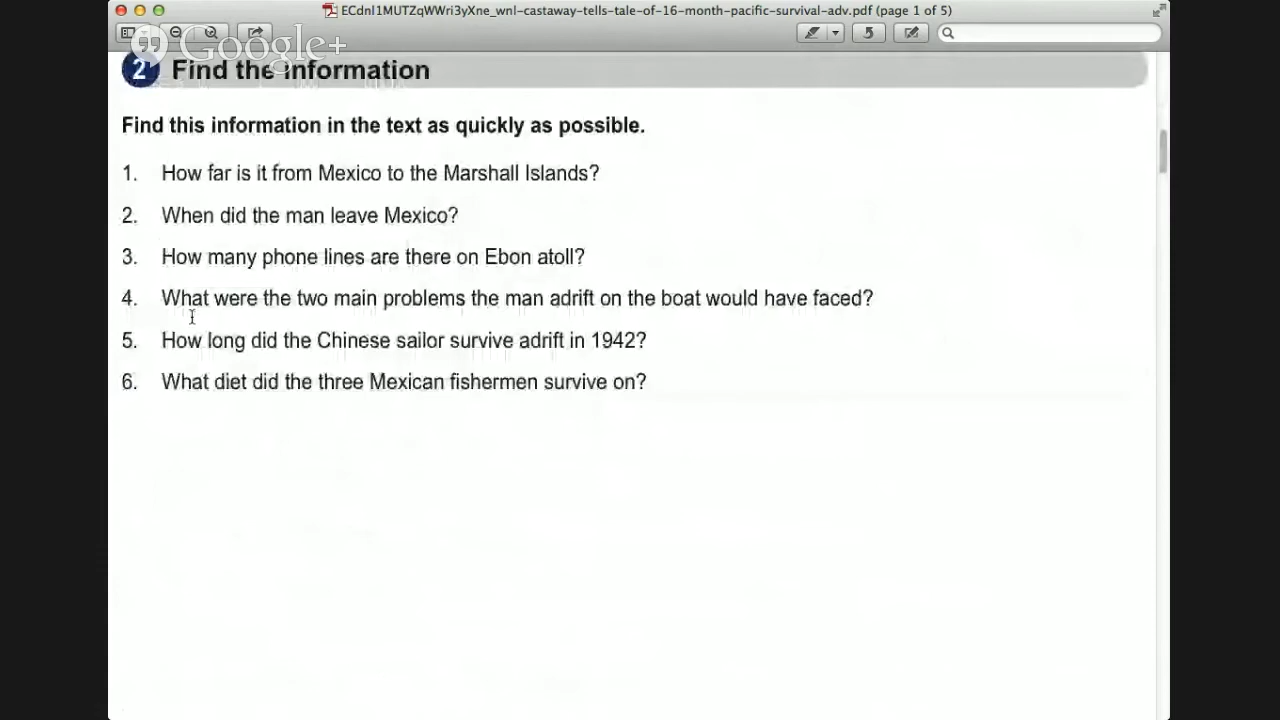 ECdnl1MUTZqWWri3yXne_wnl-castaway-tells-tale-of-16-month-pacific-survival-adv.pdf (page 1 of 5)
Google+
2 Find the Information
Find this information in the text as quickly as possible.
1. How far is it from Mexico to the Marshall Islands?
2. When did the man leave Mexico?
3. How many phone lines are there on Ebon atoll?
4. What were the two main problems the man adrift on the boat would have faced?
5. How long did the Chinese sailor survive adrift in 1942?
6. What diet did the three Mexican fishermen survive on?